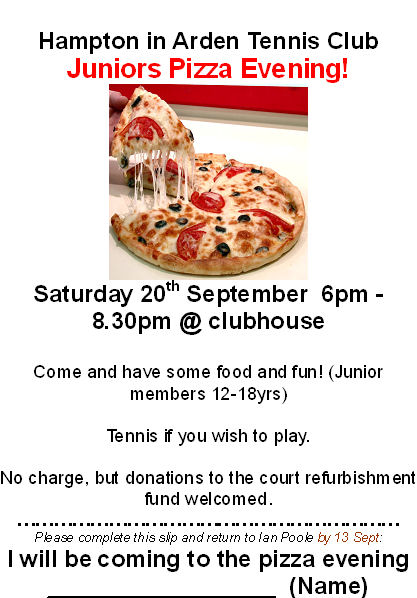 Hampton in Arden Tennis Club
Juniors Pizza Evening!
Saturday 20th September 6pm -
8.30pm @ clubhouse
Come and have some food and fun! (Junior
members 12-18yrs)
Tennis if you wish to play.
No charge, but donations to the court refurbishment
fund welcomed.
………………………………………………………
Please complete this slip and return to Ian Poole by 13 Sept:
I will be coming to the pizza evening
_______________________ (Name)